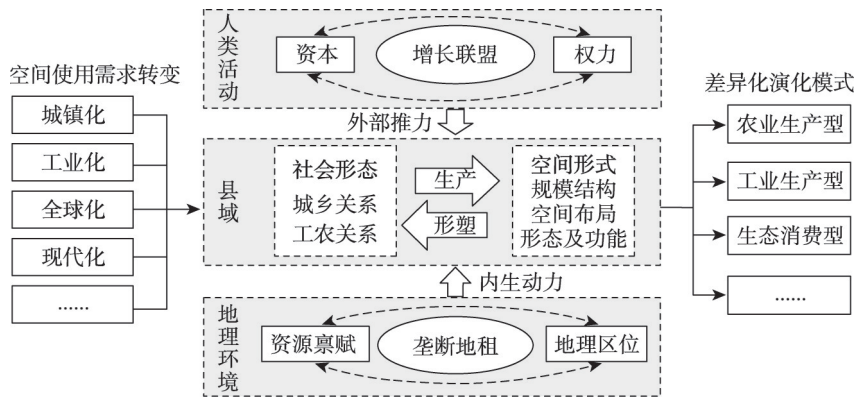 空间使用需求转变
城镇化
工业化
全球化
现代化
......
人类活动
资本
增长联盟
权力
外部推力
县域
社会形态
城乡关系
工农关系
生产
形塑
空间形式
规模结构
空间布局
形态及功能
内生动力
地理环境
资源禀赋
垄断地租
地理区位
差异化演化模式
农业生产型
工业生产型
生态消费型
......